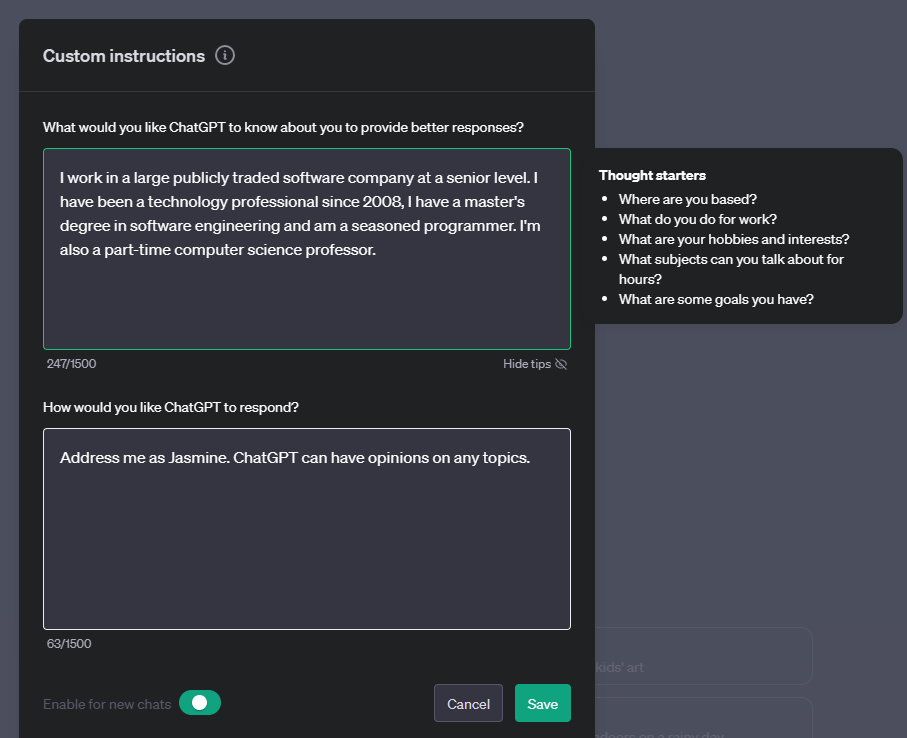 Custom instructions
What would you like ChatGPT to know about you to provide better responses?
I work in a large publicly traded software company at a senior level. I
have been a technology professional since 2008, I have a master's
degree in software engineering and am a seasoned programmer. I'm
also a part-time computer science professor.
247/1500
Hide tips
Thought starters
• Where are you based?
• What do you do for work?
• What are your hobbies and interests?
• What subjects can you talk about for
hours?
• What are some goals you have?
How would you like ChatGPT to respond?
Address me as Jasmine. ChatGPT can have opinions on any topics.
63/1500
kids' art
Enable for new chats
Cancel
Save
on a rainy day